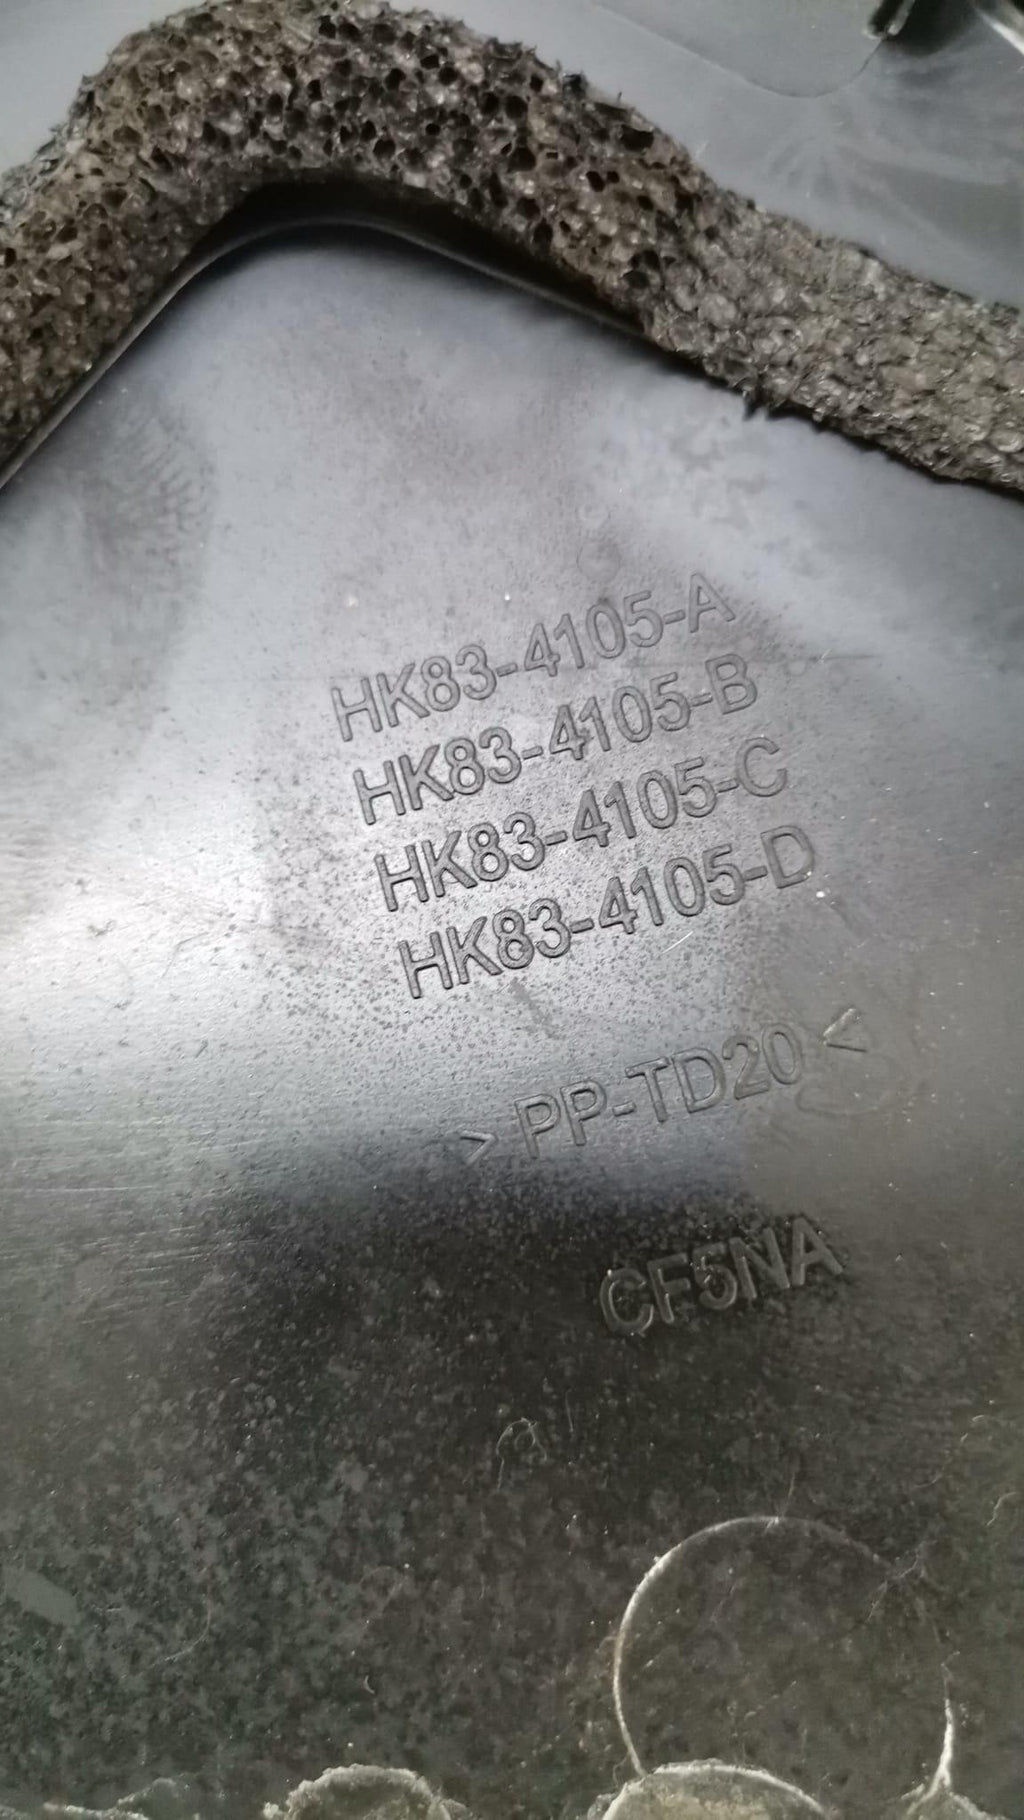 HK83-4105-A
HK83-4105-B
HK83-4105-C
HK83-4105-D
> PP-TD20 <
CF5NA